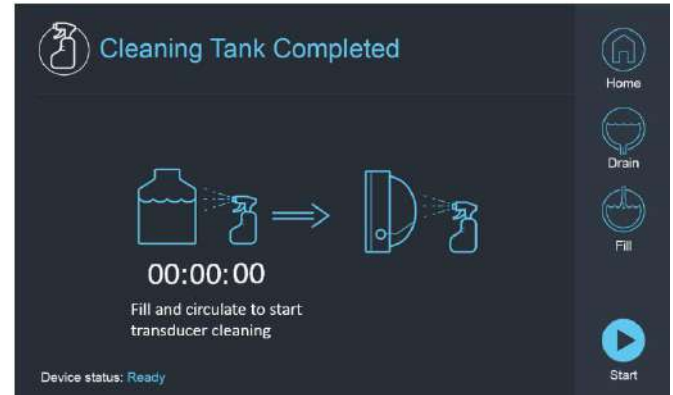 Cleaning Tank Completed
Home
Drain
Fill
00:00:00
Fill and circulate to start
transducer cleaning
Device status: Ready
Start